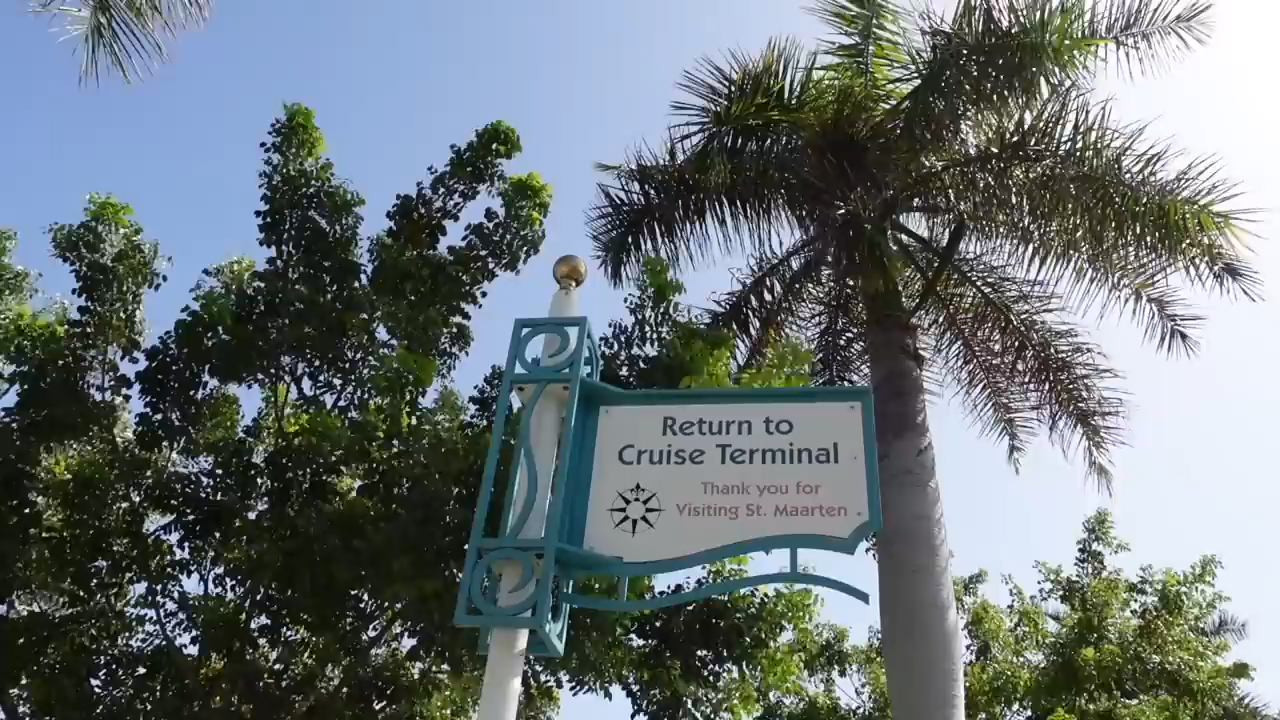 Return to
Cruise Terminal
Thank you for
Visiting St. Maarten